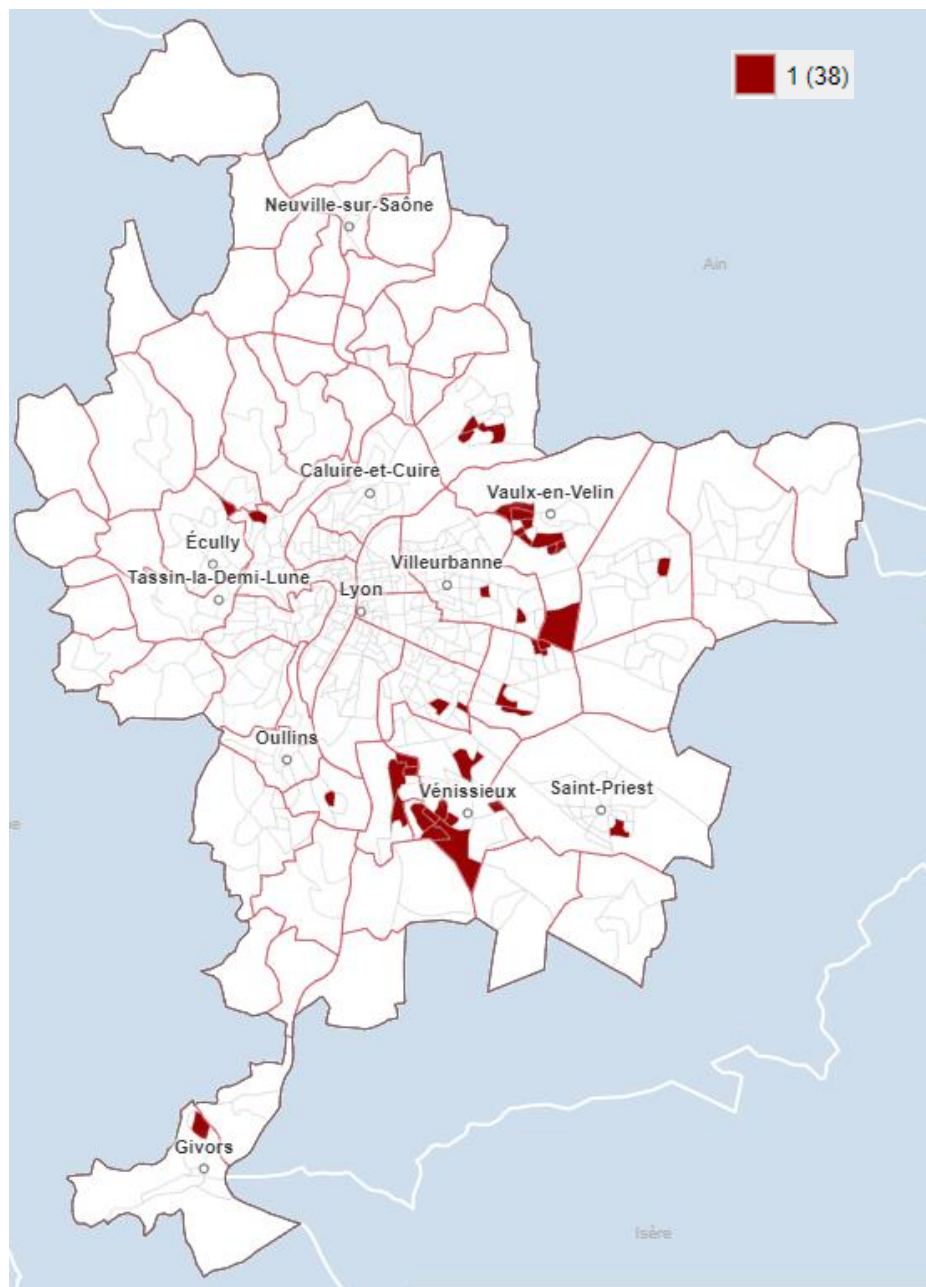 1 (38)
Neuville-sur-Saône
Ain
Caluire-et-Cuire
Vaulx-en-Velin
Écully
Villeurbanne
Tassin-la-Demi-Lune
Lyon
Oullins
Vénissieux
Saint-Priest
Givors
Isère